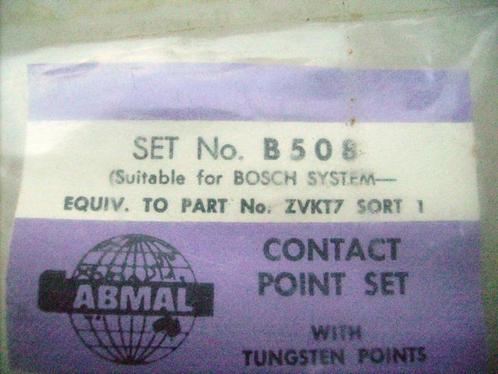 SET No. B508
(Suitable for BOSCH SYSTEM—
EQUIV. TO PART No. ZVKT7 SORT 1
ABMAL
CONTACT
POINT SET
WITH
TUNGSTEN POINTS